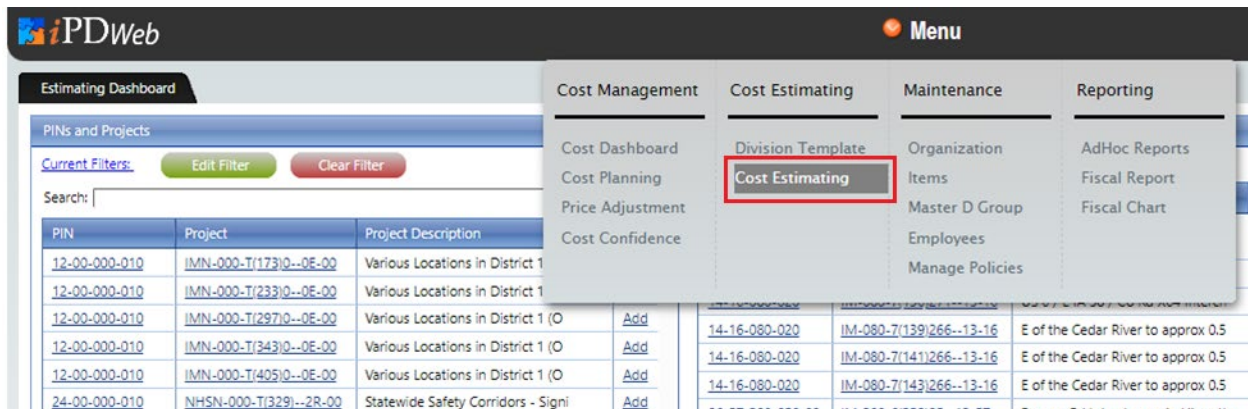 iPDWeb
Menu
Estimating Dashboard
Cost Management
Cost Estimating
Maintenance
Reporting
PINs and Projects
Current Filters:
Edit Filter
Clear Filter
Search:
Cost Dashboard
Cost Planning
Price Adjustment
Cost Confidence
Division Template
Cost Estimating
Organization
Items
Master D Group
Employees
Manage Policies
AdHoc Reports
Fiscal Report
Fiscal Chart
PIN Project Project Description
12-00-000-010 IMN-000-T(173)0--0E-00 Various Locations in District 1
12-00-000-010 IMN-000-T(233)0--0E-00 Various Locations in District 1
12-00-000-010 IMN-000-T(297)0--0E-00 Various Locations in District 1 (O Add
12-00-000-010 IMN-000-T(343)0--0E-00 Various Locations in District 1 (O Add
12-00-000-010 IMN-000-T(405)0--0E-00 Various Locations in District 1 (O Add
24-00-000-010 NHSN-000-T(329)--2R-00 Statewide Safety Corridors - Signi Add
14-16-080-020 IM-080-7(139)266--13-16 E of the Cedar River to approx 0.5
14-16-080-020 IM-080-7(141)266--13-16 E of the Cedar River to approx 0.5
14-16-080-020 IM-080-7(143)266--13-16 E of the Cedar River to approx 0.5